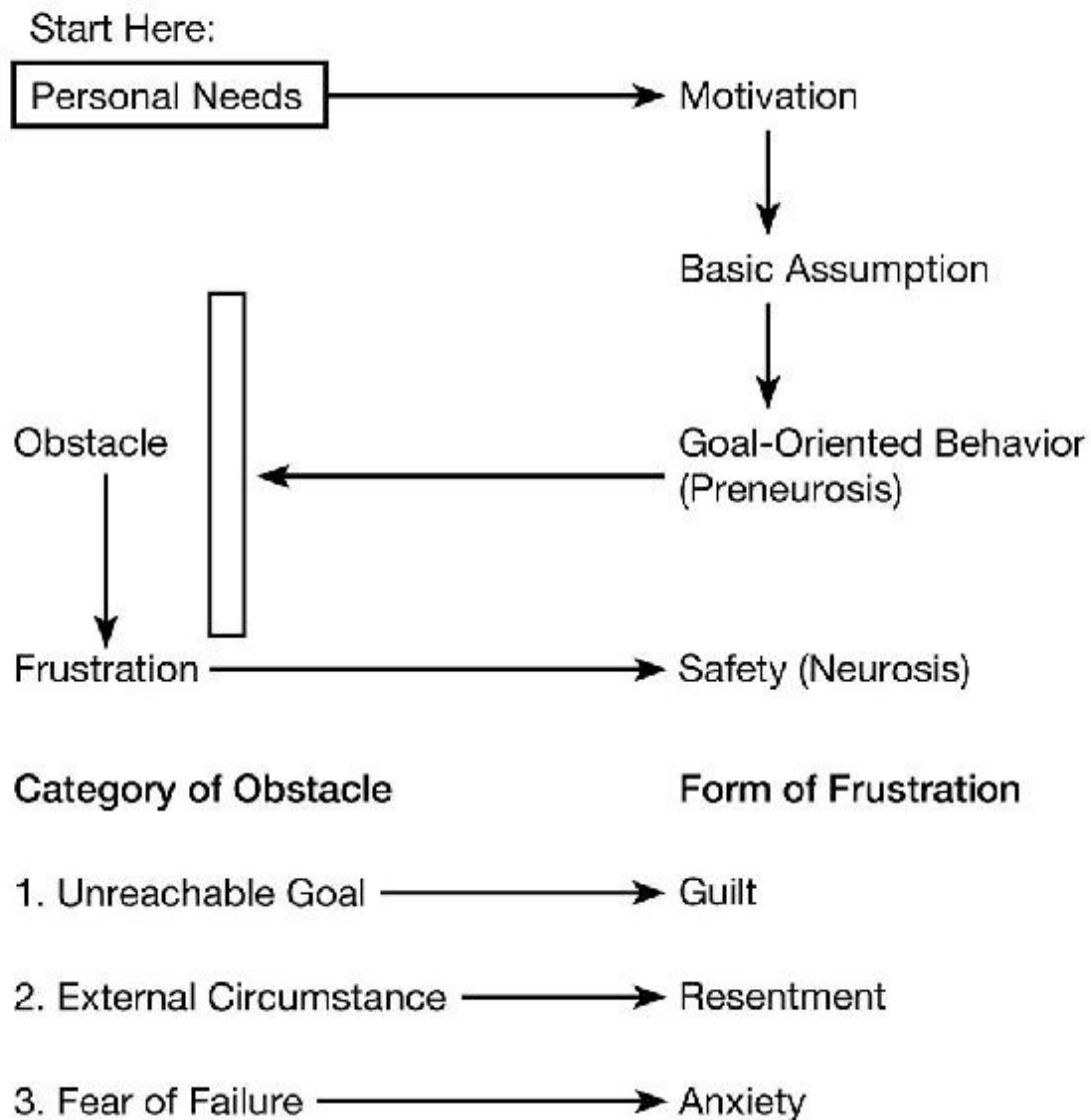 Start Here:
Personal Needs
Motivation
Basic Assumption
Obstacle
Goal-Oriented Behavior
(Preneurosis)
Frustration
Safety (Neurosis)
Category of Obstacle
Form of Frustration
1. Unreachable Goal
Guilt
2. External Circumstance
Resentment
3. Fear of Failure
Anxiety